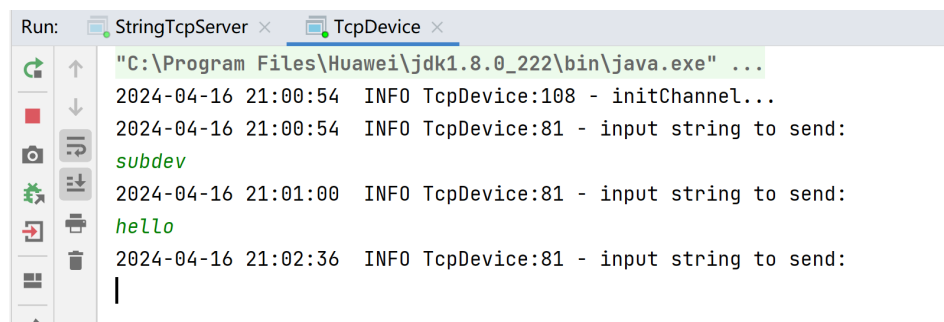 Run: StringTcpServer TcpDevice
"C:\Program Files\Huawei\jdk1.8.0_222\bin\java.exe" ...
2024-04-16 21:00:54  INFO TcpDevice:108 - initChannel...
2024-04-16 21:00:54  INFO TcpDevice:81 - input string to send:
subdev
2024-04-16 21:01:00  INFO TcpDevice:81 - input string to send:
hello
2024-04-16 21:02:36  INFO TcpDevice:81 - input string to send: